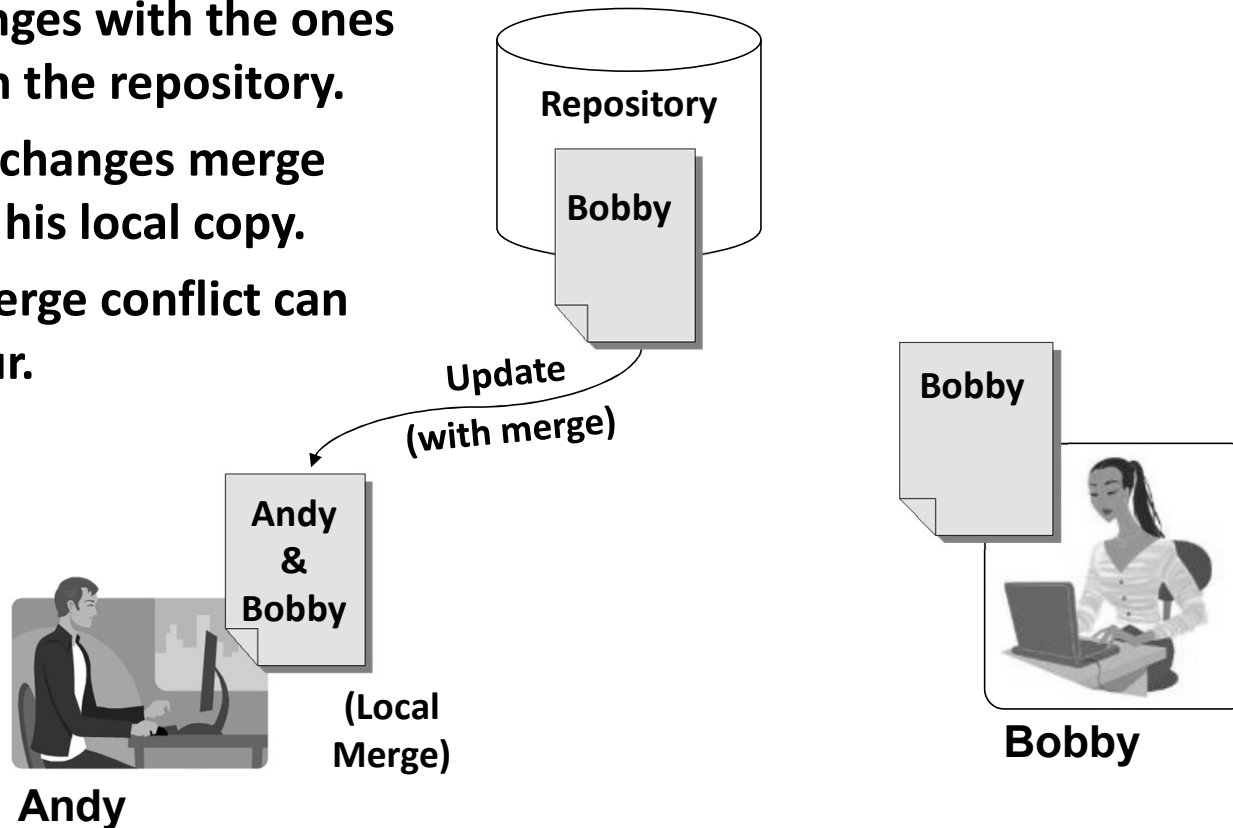 nges with the ones
the repository.
changes merge
his local copy.
erge conflict can
Repository
Bobby
Update
(with merge)
Andy
&
Bobby
(Local
Merge)
Andy
Bobby
Bobby